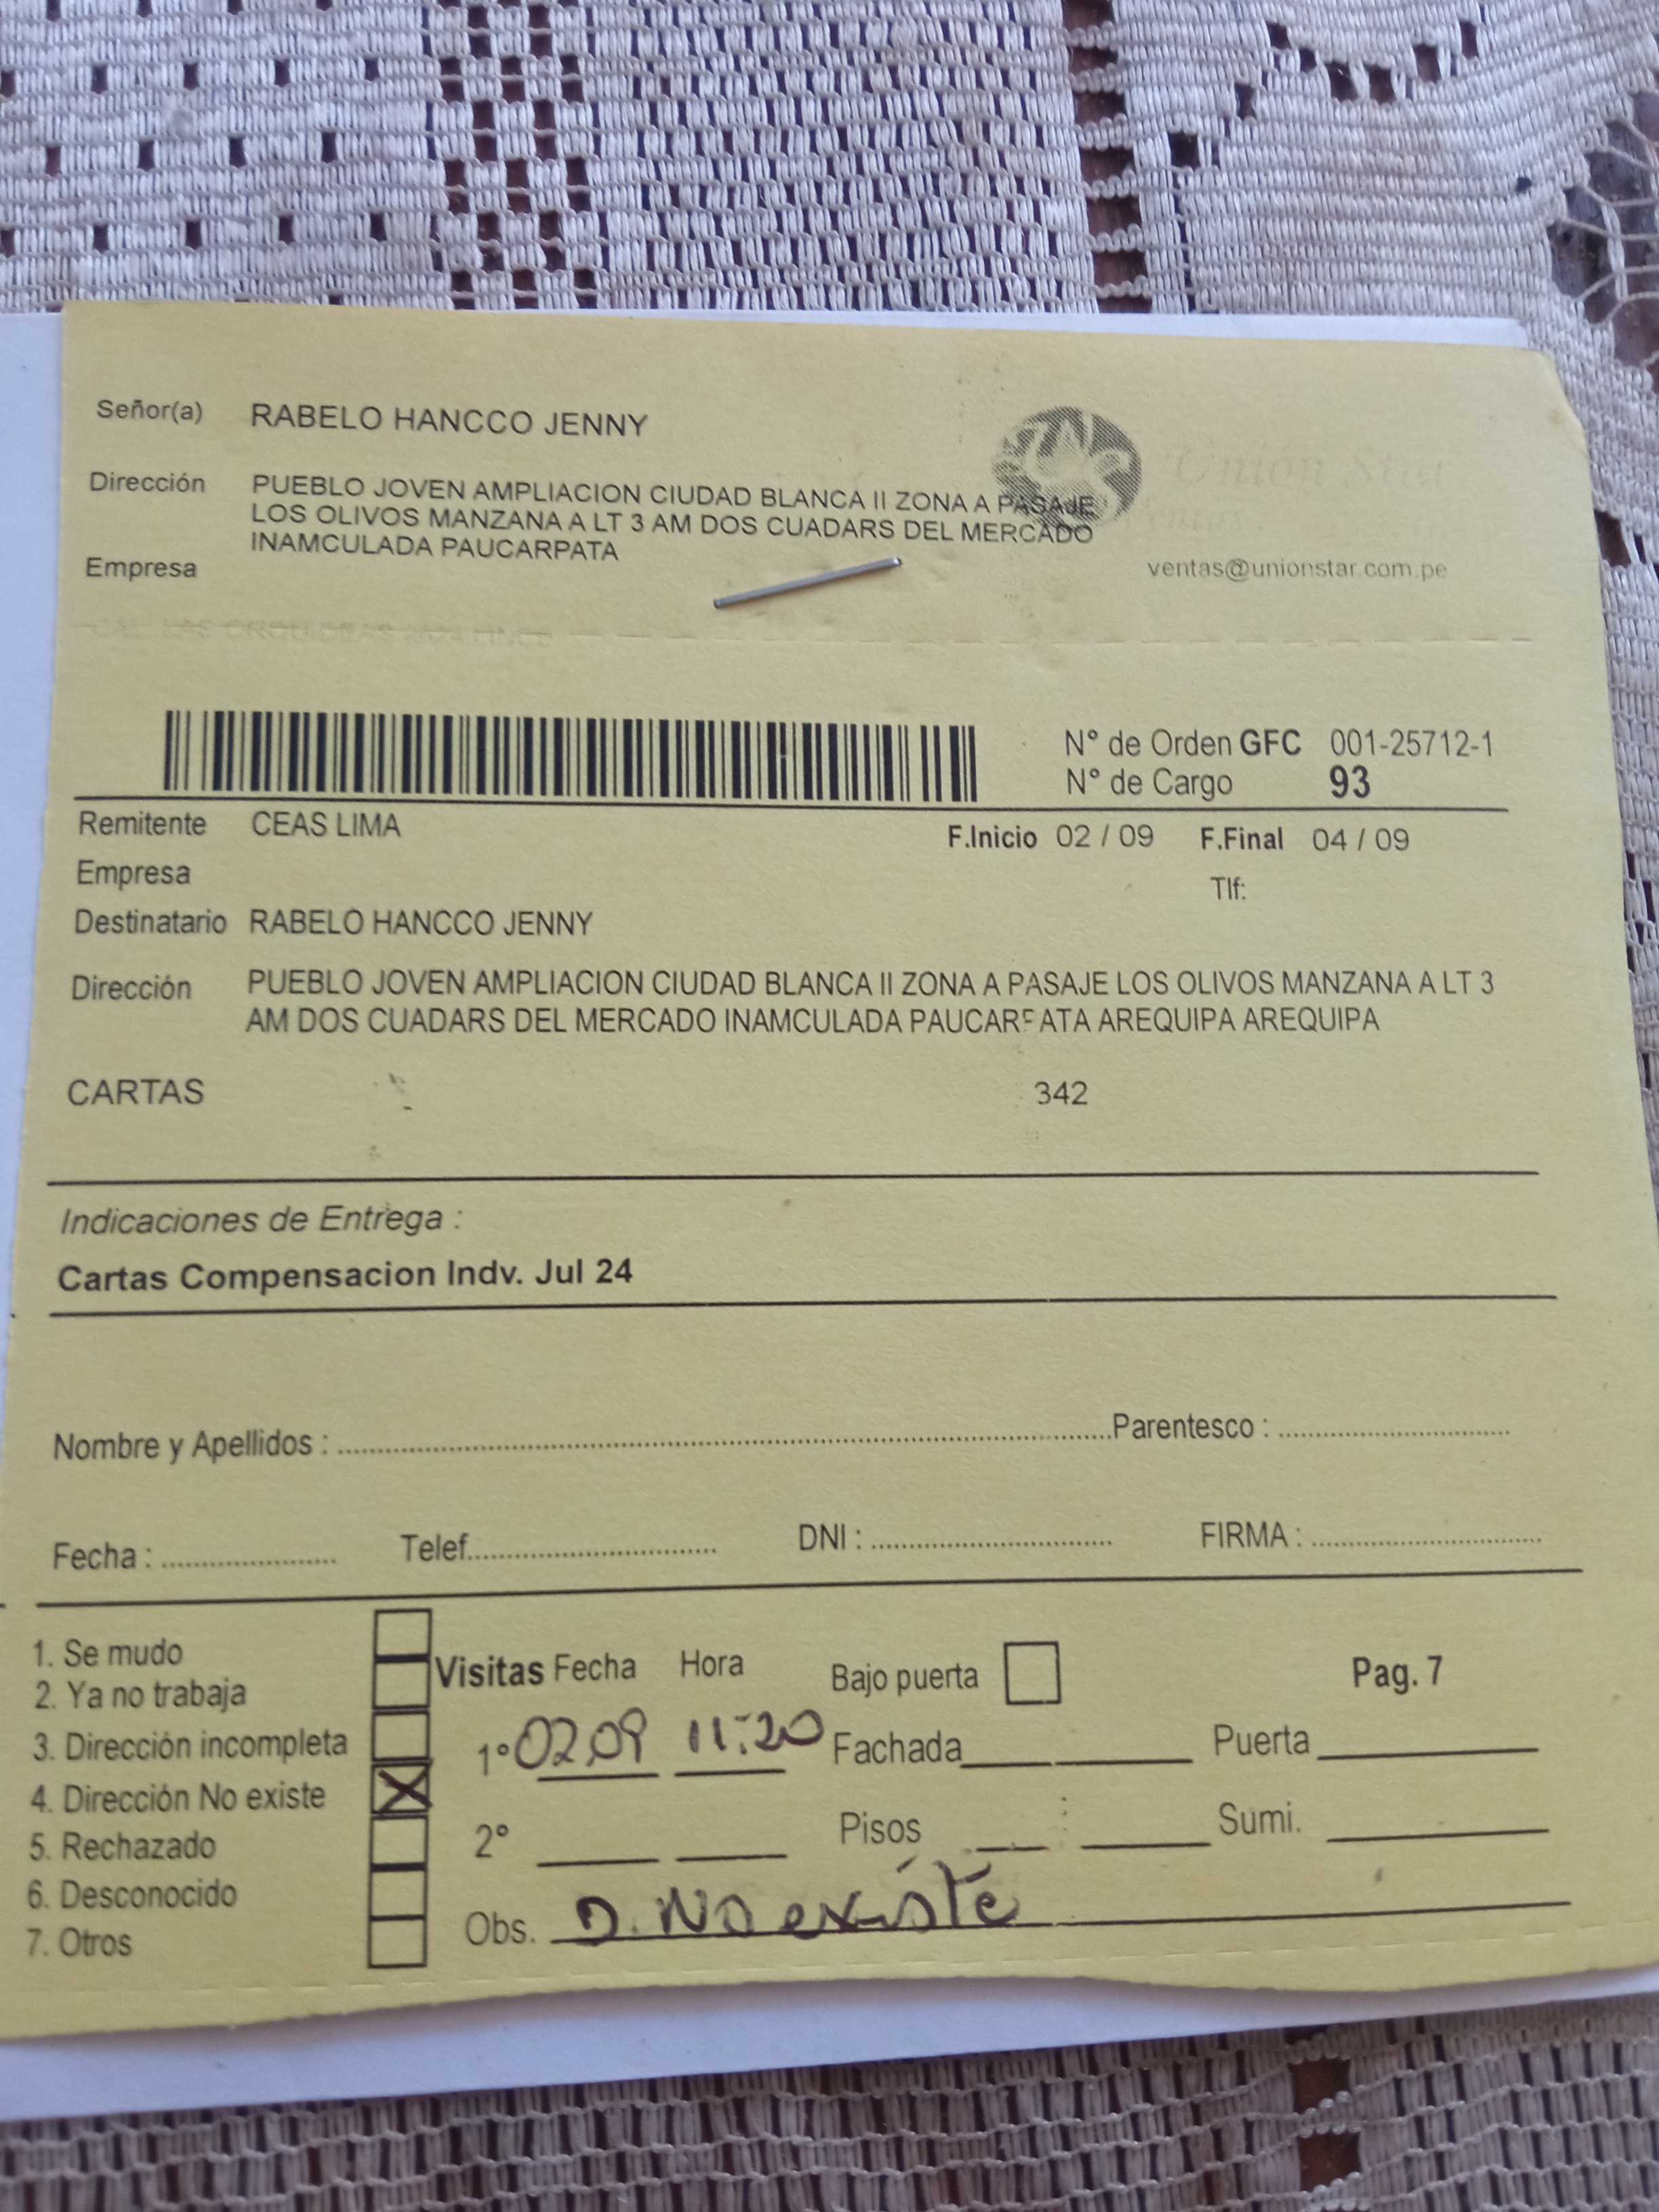 Señor(a) RABELO HANCCO JENNY
Dirección PUEBLO JOVEN AMPLIACION CIUDAD BLANCA II ZONA A PASAJE
LOS OLIVOS MANZANA A LT 3 AM DOS CUADARS DEL MERCADO
INAMCULADA PAUCARPATA
Empresa
Union Star
ventas@unionstar.com.pe
N° de Orden GFC 001-25712-1
N° de Cargo 93
Remitente CEAS LIMA
F.Inicio 02 / 09 F.Final 04 / 09
Empresa
Tlf:
Destinatario RABELO HANCCO JENNY
Dirección PUEBLO JOVEN AMPLIACION CIUDAD BLANCA II ZONA A PASAJE LOS OLIVOS MANZANA A LT 3
AM DOS CUADARS DEL MERCADO INAMCULADA PAUCARPATA AREQUIPA AREQUIPA
CARTAS 342
Indicaciones de Entrega :
Cartas Compensacion Indv. Jul 24
Nombre y Apellidos : Parentesco :
Fecha : Telef. DNI : FIRMA :
1. Se mudo
2. Ya no trabaja
3. Dirección incompleta
4. Dirección No existe X
5. Rechazado
6. Desconocido
7. Otros
Visitas Fecha Hora Bajo puerta Pag. 7
1° 02.09 11:20 Fachada Puerta
2° Pisos Sumi.
Obs. D. No existe